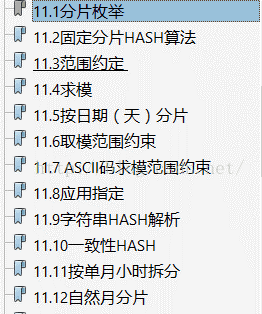 11.1分片枚举
11.2固定分片HASH算法
11.3范围约定
11.4求模
11.5按日期（天）分片
11.6取模范围约束
11.7 ASCII码求模范围约束
11.8应用指定
11.9字符串HASH解析
11.10一致性HASH
11.11按单月小时拆分
11.12自然月分片